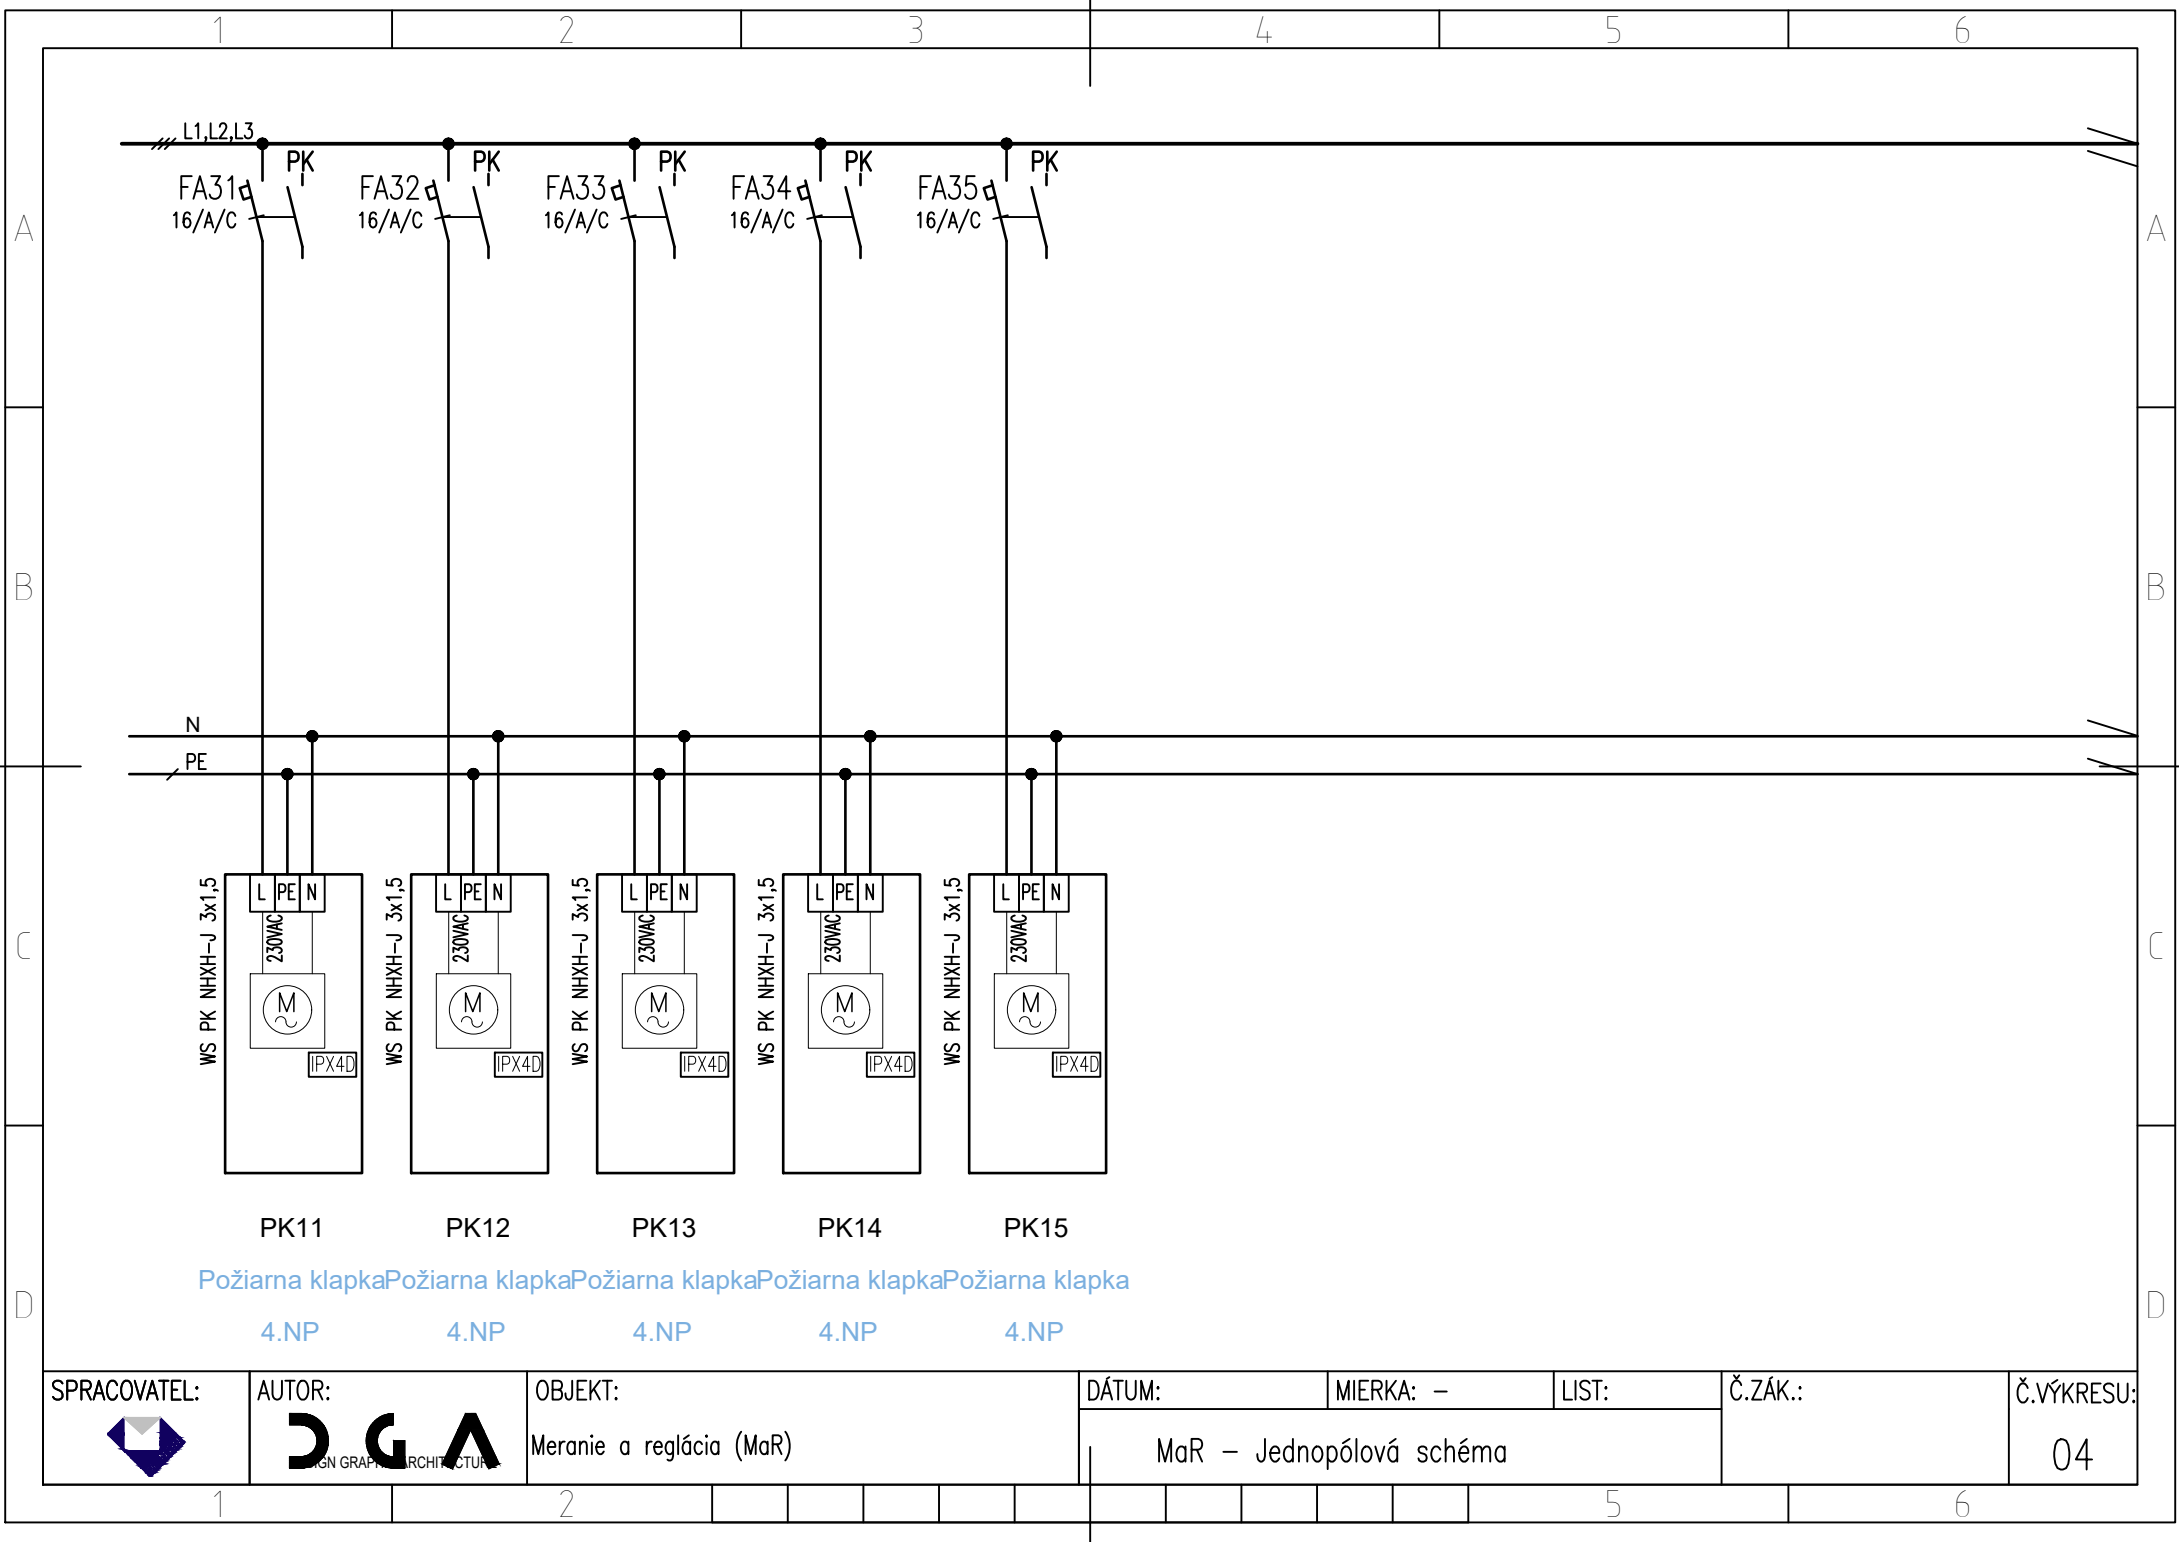 1 2 3 4 5 6
L1,L2,L3
PK PK PK PK PK
FA31 FA32 FA33 FA34 FA35
16/A/C 16/A/C 16/A/C 16/A/C 16/A/C
A A
B B
N
PE
L PE N L PE N L PE N L PE N L PE N
WS PK NHXH-J 3x1,5 WS PK NHXH-J 3x1,5 WS PK NHXH-J 3x1,5 WS PK NHXH-J 3x1,5 WS PK NHXH-J 3x1,5
230VAC 230VAC 230VAC 230VAC 230VAC
C C
M M M M M
IPX4D IPX4D IPX4D IPX4D IPX4D
PK11 PK12 PK13 PK14 PK15
Požiarna klapka Požiarna klapka Požiarna klapka Požiarna klapka Požiarna klapka
D D
4.NP 4.NP 4.NP 4.NP 4.NP
SPRACOVATEL: AUTOR: OBJEKT: DÁTUM: MIERKA: – LIST: Č.ZÁK.: Č.VÝKRESU:
DGA
Meranie a reglácia (MaR)
MaR – Jednopólová schéma
04
1 2 5 6